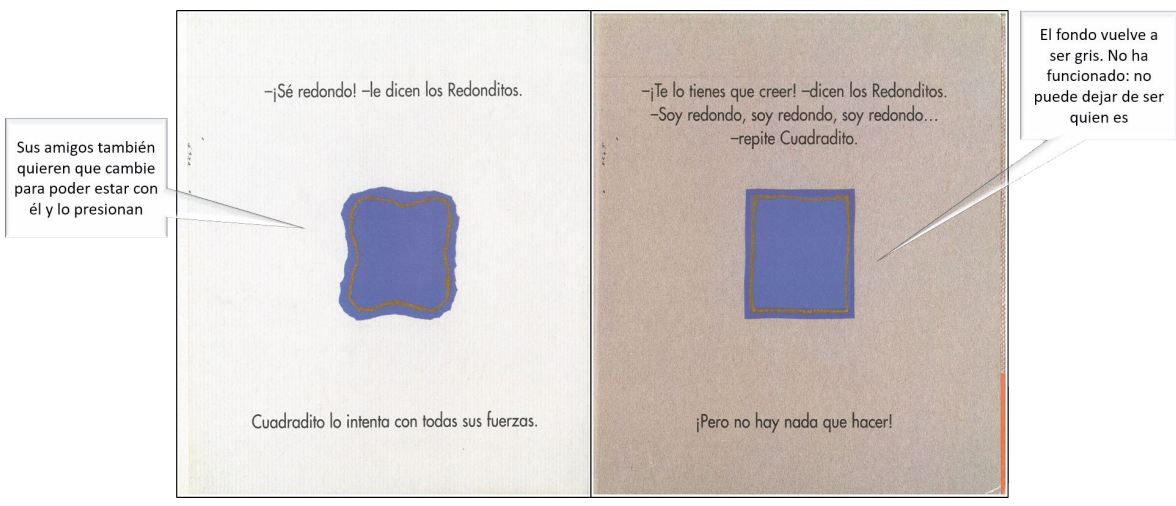 Sus amigos también
quieren que cambie
para poder estar con
él y lo presionan
–¡Sé redondo! –le dicen los Redonditos.
Cuadradito lo intenta con todas sus fuerzas.
–¡Te lo tienes que creer! –dicen los Redonditos.
–Soy redondo, soy redondo, soy redondo...
–repite Cuadradito.
¡Pero no hay nada que hacer!
El fondo vuelve a
ser gris. No ha
funcionado: no
puede dejar de ser
quien es